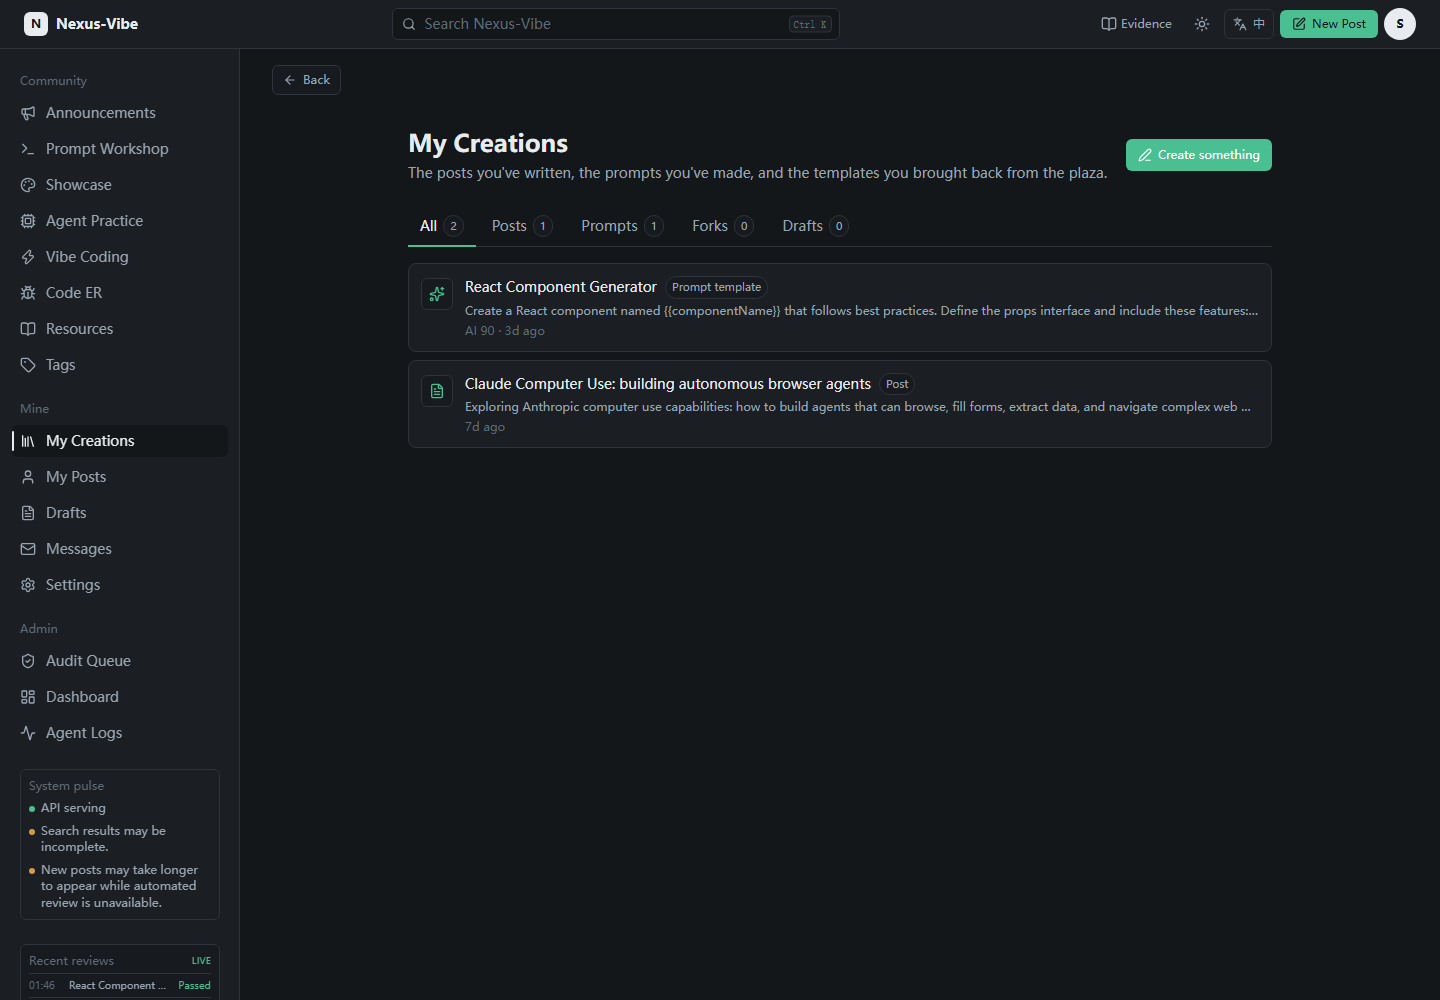 N Nexus-Vibe
Search Nexus-Vibe
Ctrl K
Evidence
中
New Post
S
Community
Announcements
Prompt Workshop
Showcase
Agent Practice
Vibe Coding
Code ER
Resources
Tags
Mine
My Creations
My Posts
Drafts
Messages
Settings
Admin
Audit Queue
Dashboard
Agent Logs
System pulse
API serving
Search results may be
incomplete.
New posts may take longer
to appear while automated
review is unavailable.
Recent reviews LIVE
01:46 React Component ... Passed
Back
My Creations
The posts you've written, the prompts you've made, and the templates you brought back from the plaza.
Create something
All 2 Posts 1 Prompts 1 Forks 0 Drafts 0
React Component Generator Prompt template
Create a React component named {{componentName}} that follows best practices. Define the props interface and include these features:...
AI 90 · 3d ago
Claude Computer Use: building autonomous browser agents Post
Exploring Anthropic computer use capabilities: how to build agents that can browse, fill forms, extract data, and navigate complex web ...
7d ago